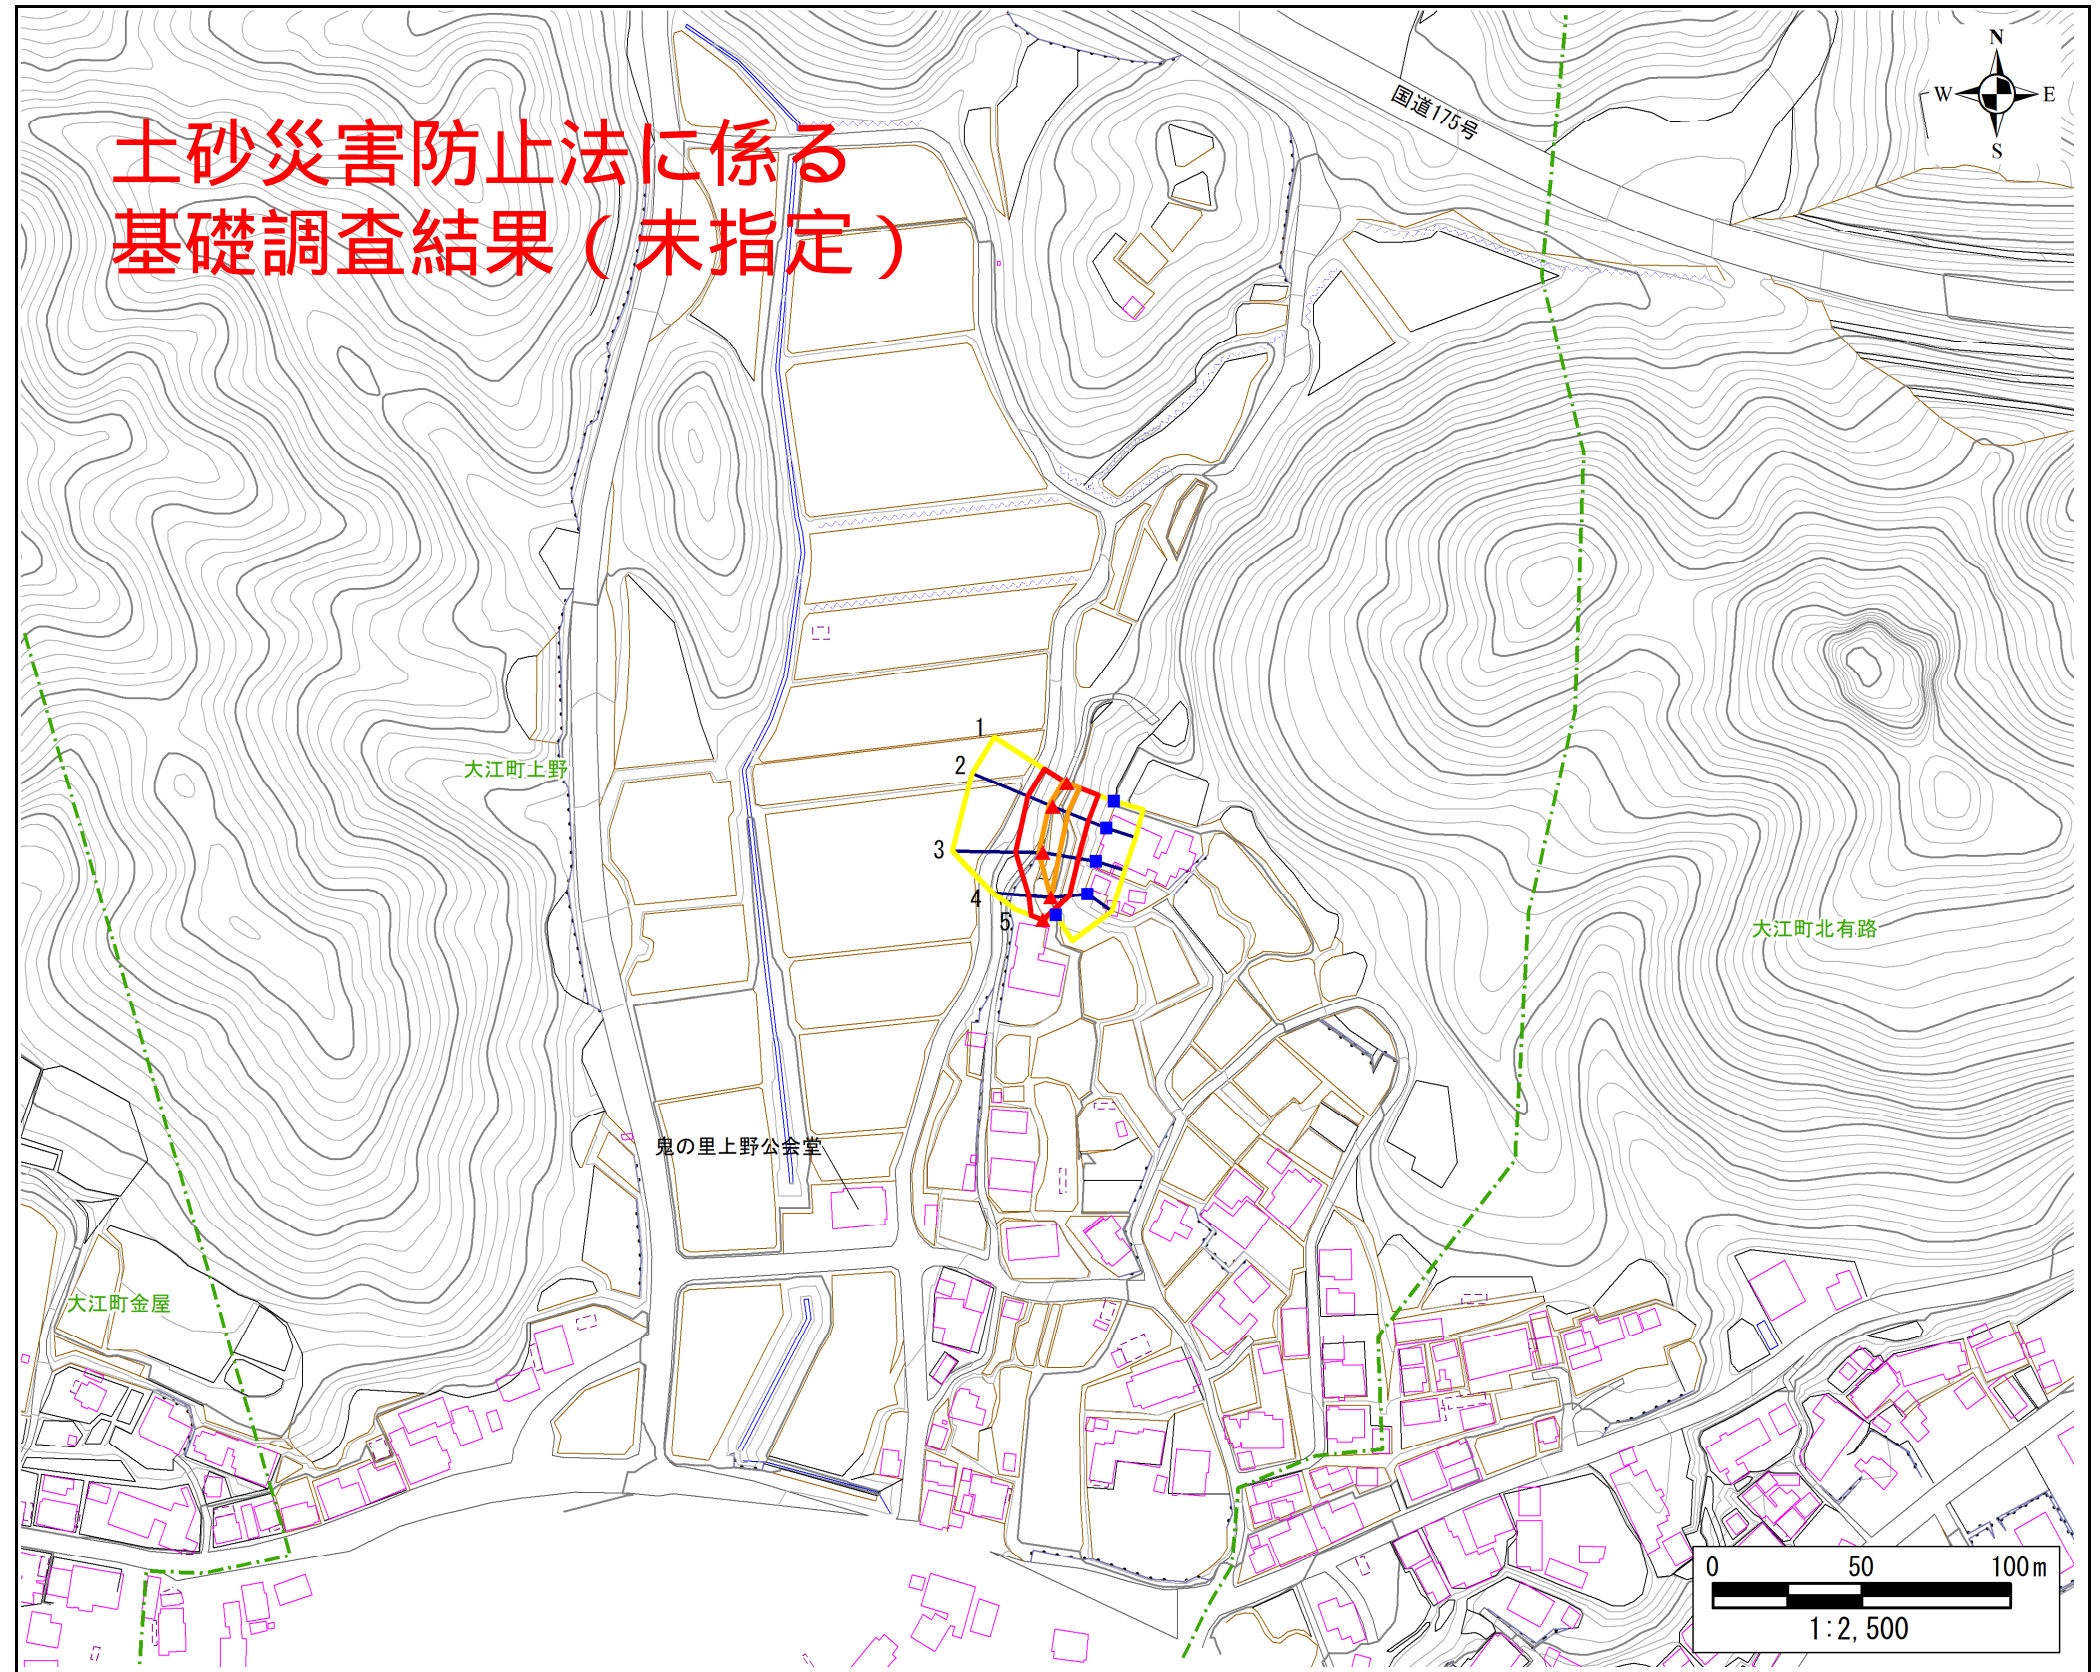 土砂災害防止法に係る
基礎調査結果（未指定）
国道175号
N
W
E
S
1
2
大江町上野
3
4
5
大江町北有路
鬼の里上野公会堂
大江町金屋
0 50 100m
1:2,500